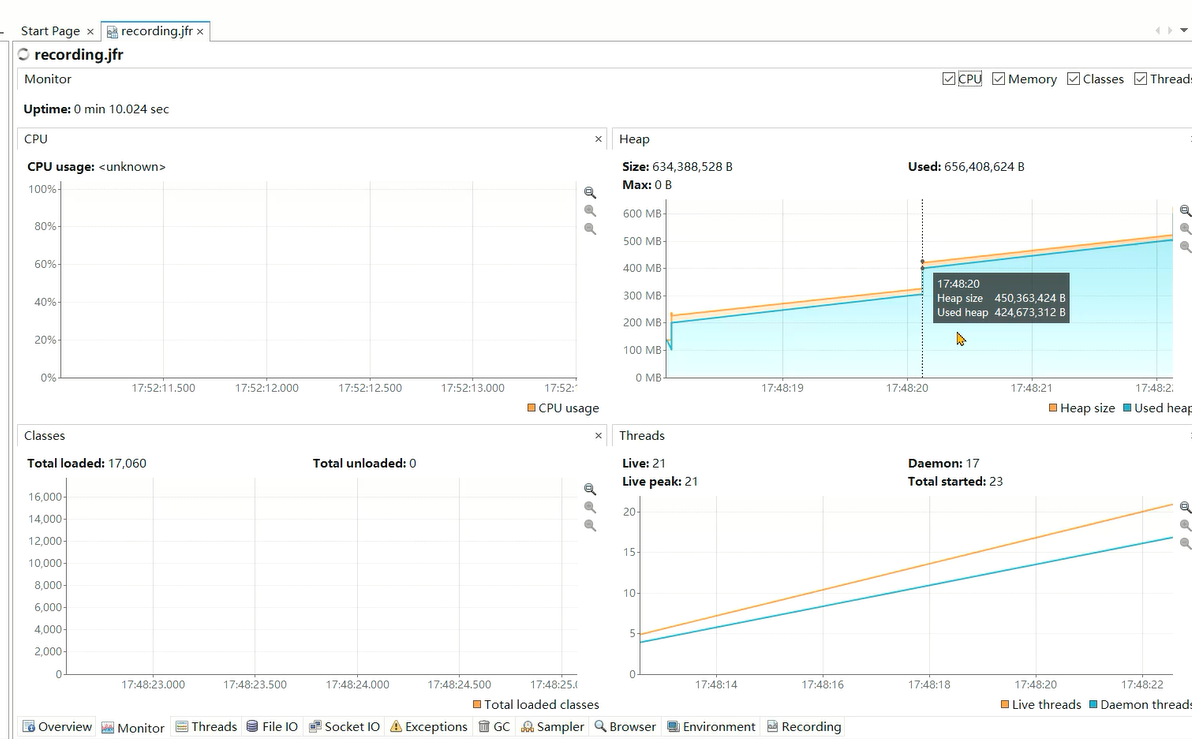 Start Page
recording.jfr
recording.jfr
Monitor
CPU
Memory
Classes
Threads
Uptime: 0 min 10.024 sec
CPU
CPU usage: <unknown>
100%
80%
60%
40%
20%
0%
17:52:11.500
17:52:12.000
17:52:12.500
17:52:13.000
17:52:1
CPU usage
Heap
Size: 634,388,528 B
Used: 656,408,624 B
Max: 0 B
600 MB
500 MB
400 MB
300 MB
200 MB
100 MB
0 MB
17:48:20
Heap size 450,363,424 B
Used heap 424,673,312 B
17:48:19
17:48:20
17:48:21
17:48:2
Heap size
Used heap
Classes
Total loaded: 17,060
Total unloaded: 0
16,000
14,000
12,000
10,000
8,000
6,000
4,000
2,000
0
17:48:23.000
17:48:23.500
17:48:24.000
17:48:24.500
17:48:25.0
Total loaded classes
Threads
Live: 21
Daemon: 17
Live peak: 21
Total started: 23
20
15
10
5
0
17:48:14
17:48:16
17:48:18
17:48:20
17:48:22
Live threads
Daemon threads
Overview
Monitor
Threads
File IO
Socket IO
Exceptions
GC
Sampler
Browser
Environment
Recording